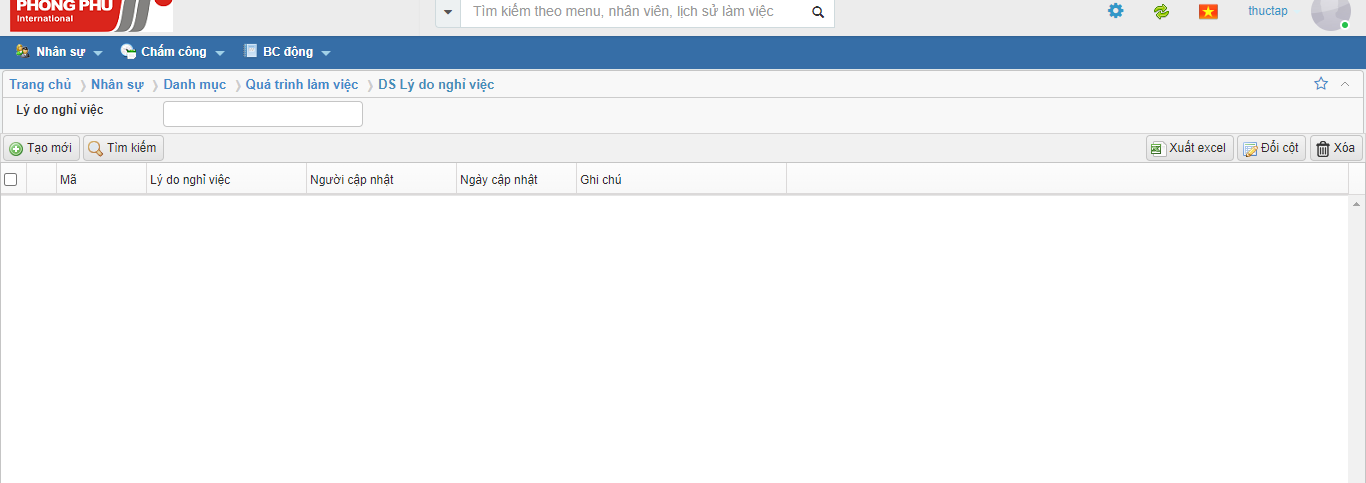 PHONG PHÚ
International
Tìm kiếm theo menu, nhân viên, lịch sử làm việc
thuctap
Nhân sự Chấm công BC động
Trang chủ Nhân sự Danh mục Quá trình làm việc DS Lý do nghỉ việc
Lý do nghỉ việc
Tạo mới Tìm kiếm Xuất excel Đổi cột Xóa
Mã Lý do nghỉ việc Người cập nhật Ngày cập nhật Ghi chú